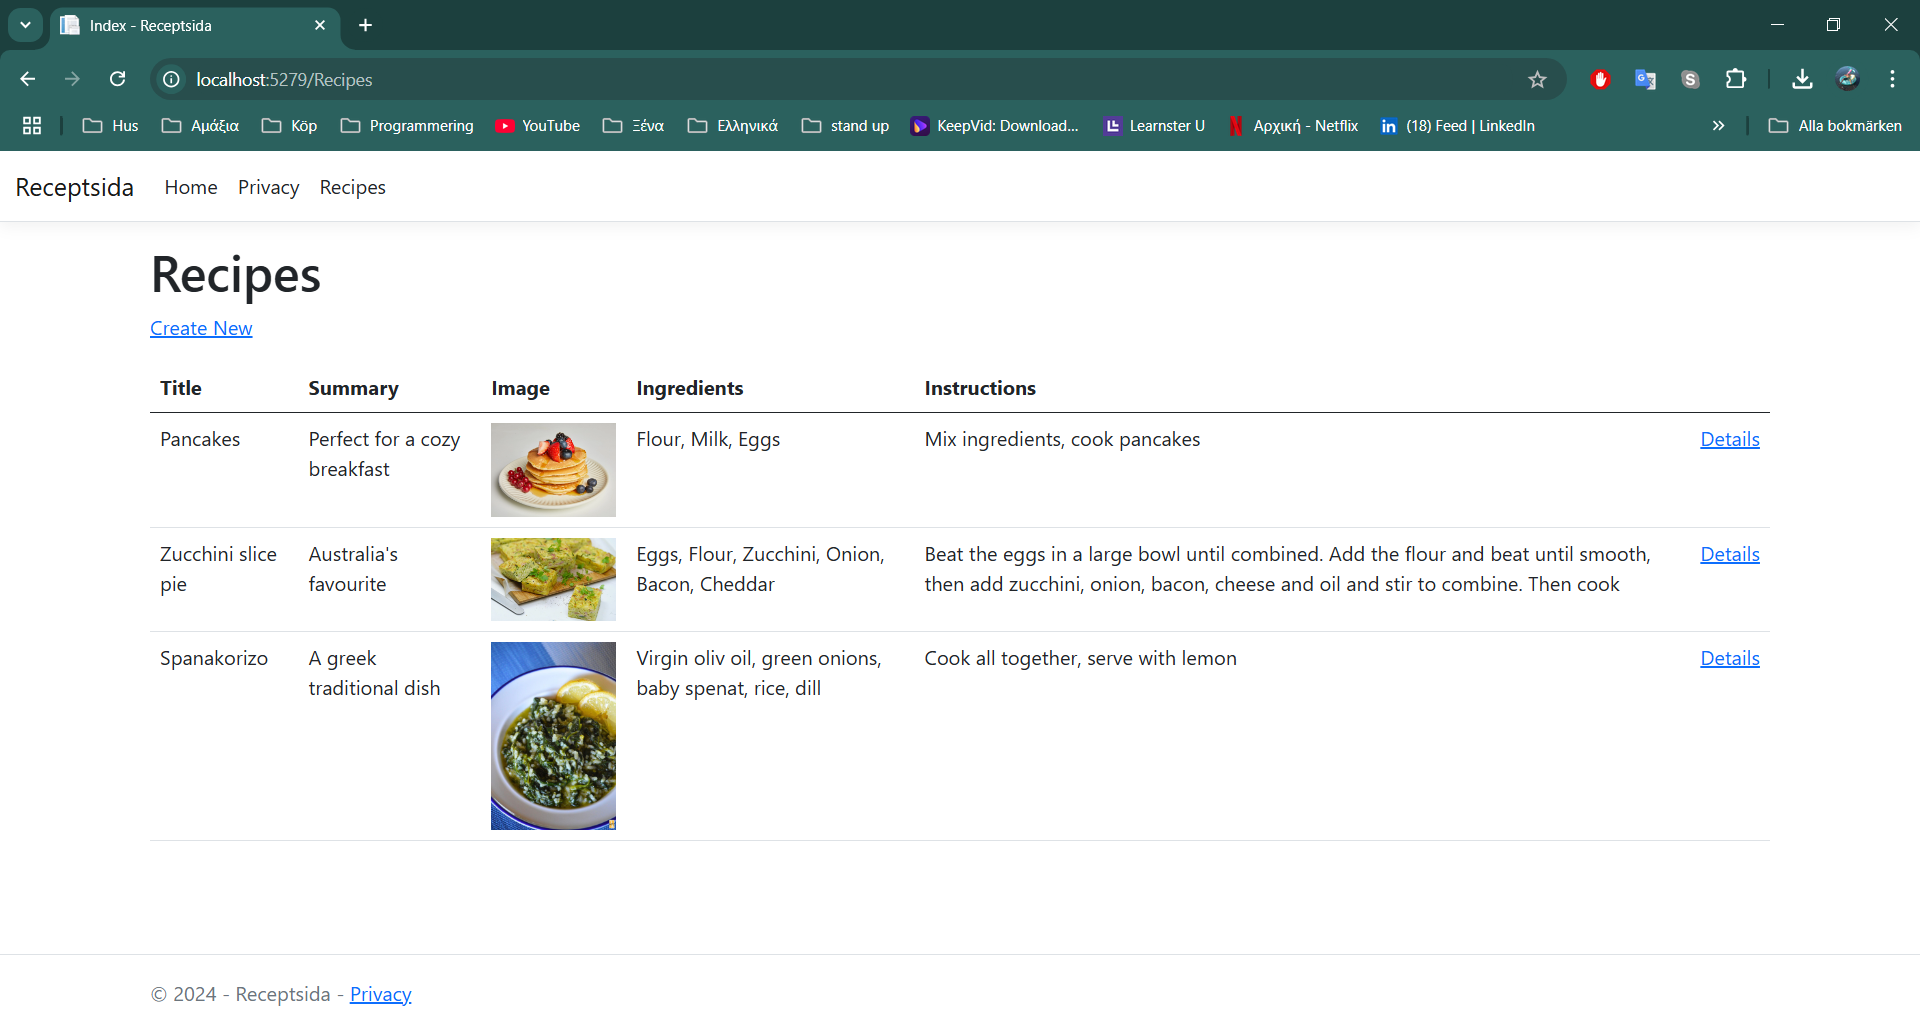 Index - Receptsida
localhost:5279/Recipes
Hus Αμάξια Köp Programmering YouTube Ξένα Ελληνικά stand up KeepVid: Download... Learnster U Αρχική - Netflix (18) Feed | LinkedIn Alla bokmärken
Receptsida Home Privacy Recipes
Recipes
Create New
Title Summary Image Ingredients Instructions
Pancakes
Perfect for a cozy
breakfast
Flour, Milk, Eggs
Mix ingredients, cook pancakes
Details
Zucchini slice
pie
Australia's
favourite
Eggs, Flour, Zucchini, Onion,
Bacon, Cheddar
Beat the eggs in a large bowl until combined. Add the flour and beat until smooth,
then add zucchini, onion, bacon, cheese and oil and stir to combine. Then cook
Details
Spanakorizo
A greek
traditional dish
Virgin oliv oil, green onions,
baby spenat, rice, dill
Cook all together, serve with lemon
Details
© 2024 - Receptsida - Privacy